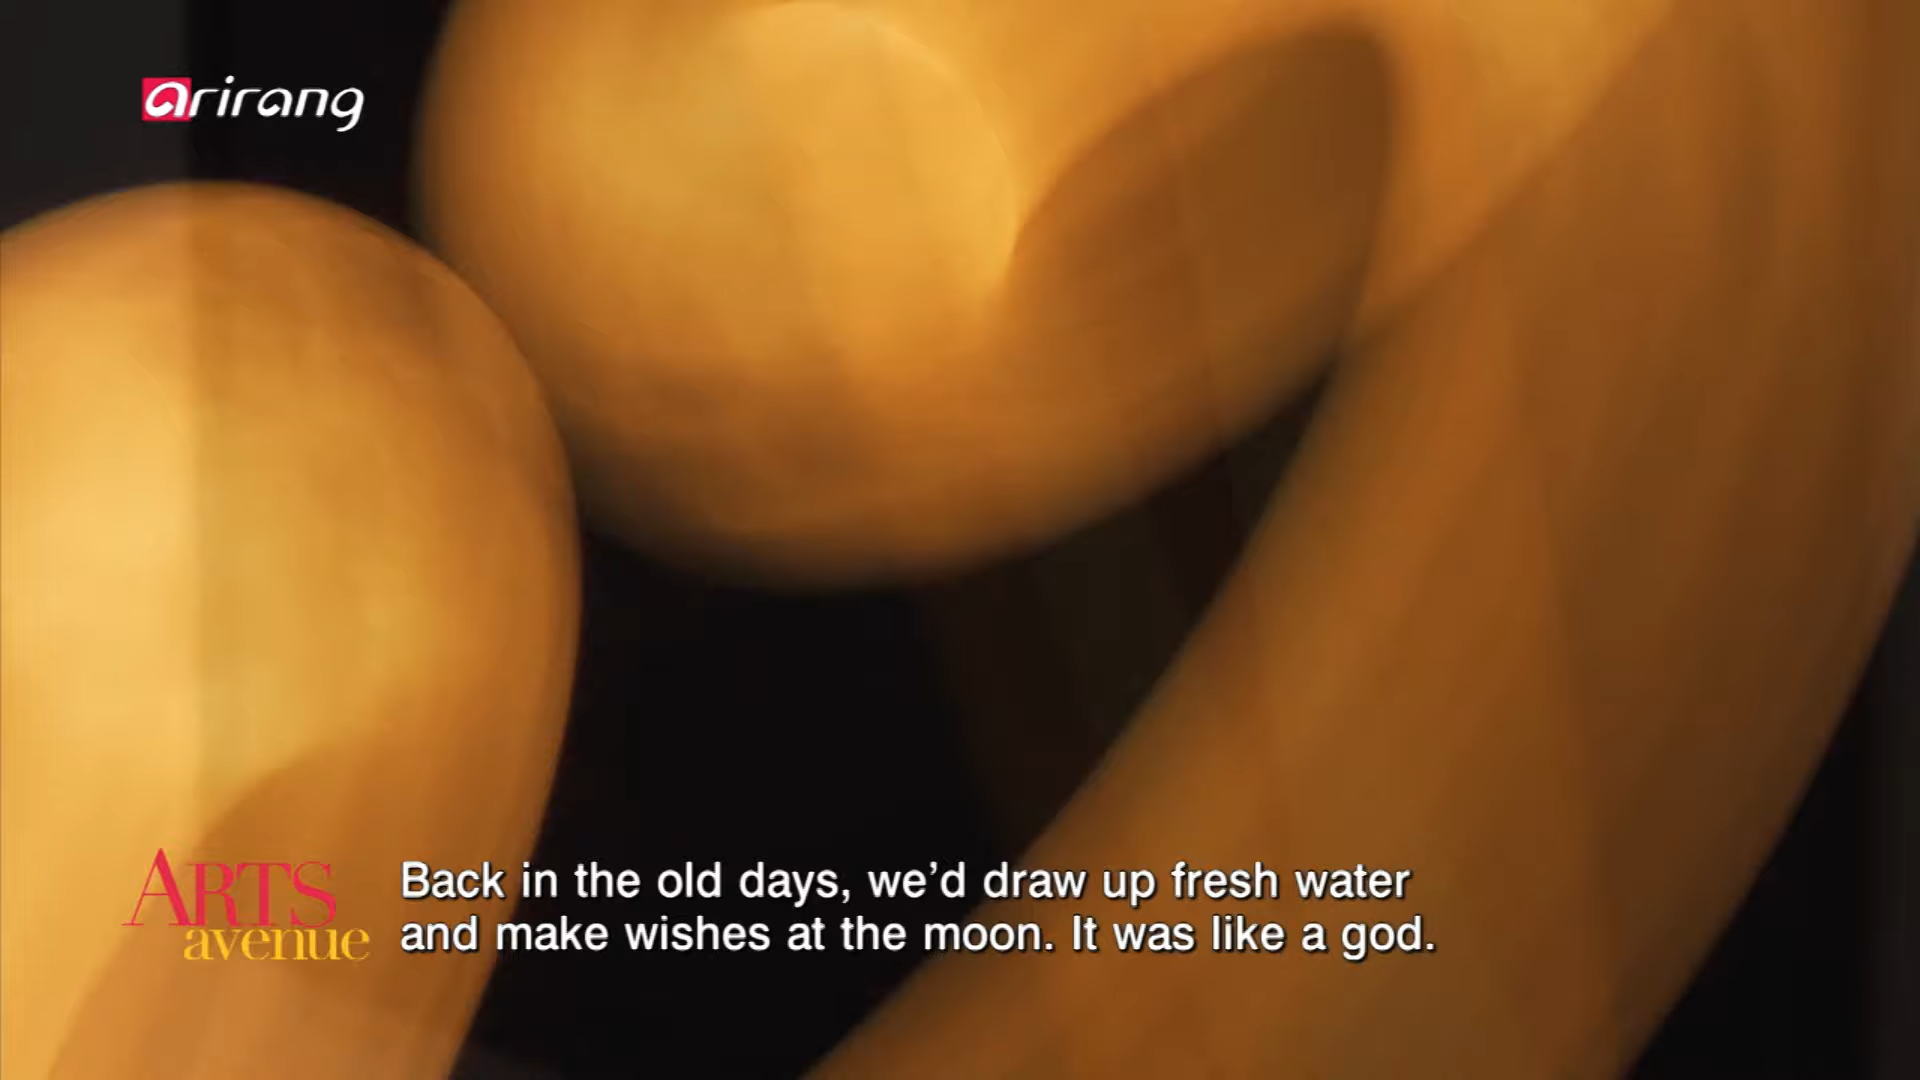 arirang
ARTS
avenue
Back in the old days, we’d draw up fresh water
and make wishes at the moon. It was like a god.